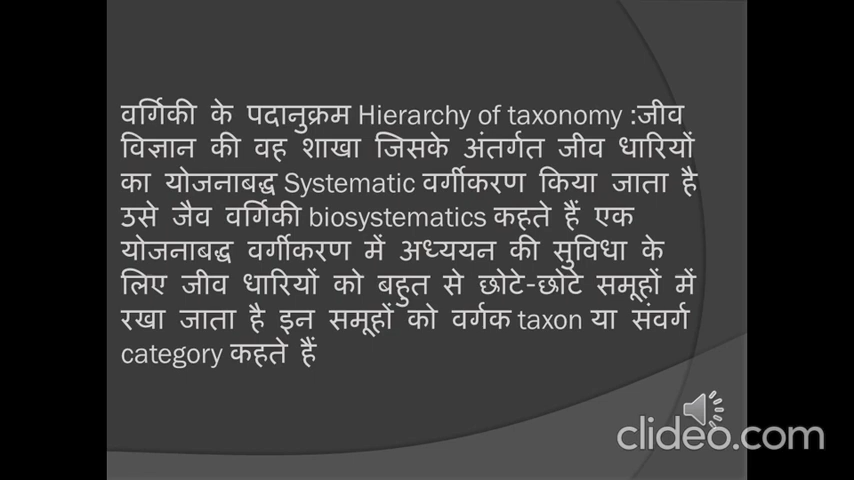 वर्गिकी के पदानुक्रम Hierarchy of taxonomy :जीव
विज्ञान की वह शाखा जिसके अंतर्गत जीव धारियों
का योजनाबद्ध Systematic वर्गीकरण किया जाता है
उसे जैव वर्गिकी biosystematics कहते हैं एक
योजनाबद्ध वर्गीकरण में अध्ययन की सुविधा के
लिए जीव धारियों को बहुत से छोटे-छोटे समूहों में
रखा जाता है इन समूहों को वर्गक taxon या संवर्ग
category कहते हैं
clideo.com